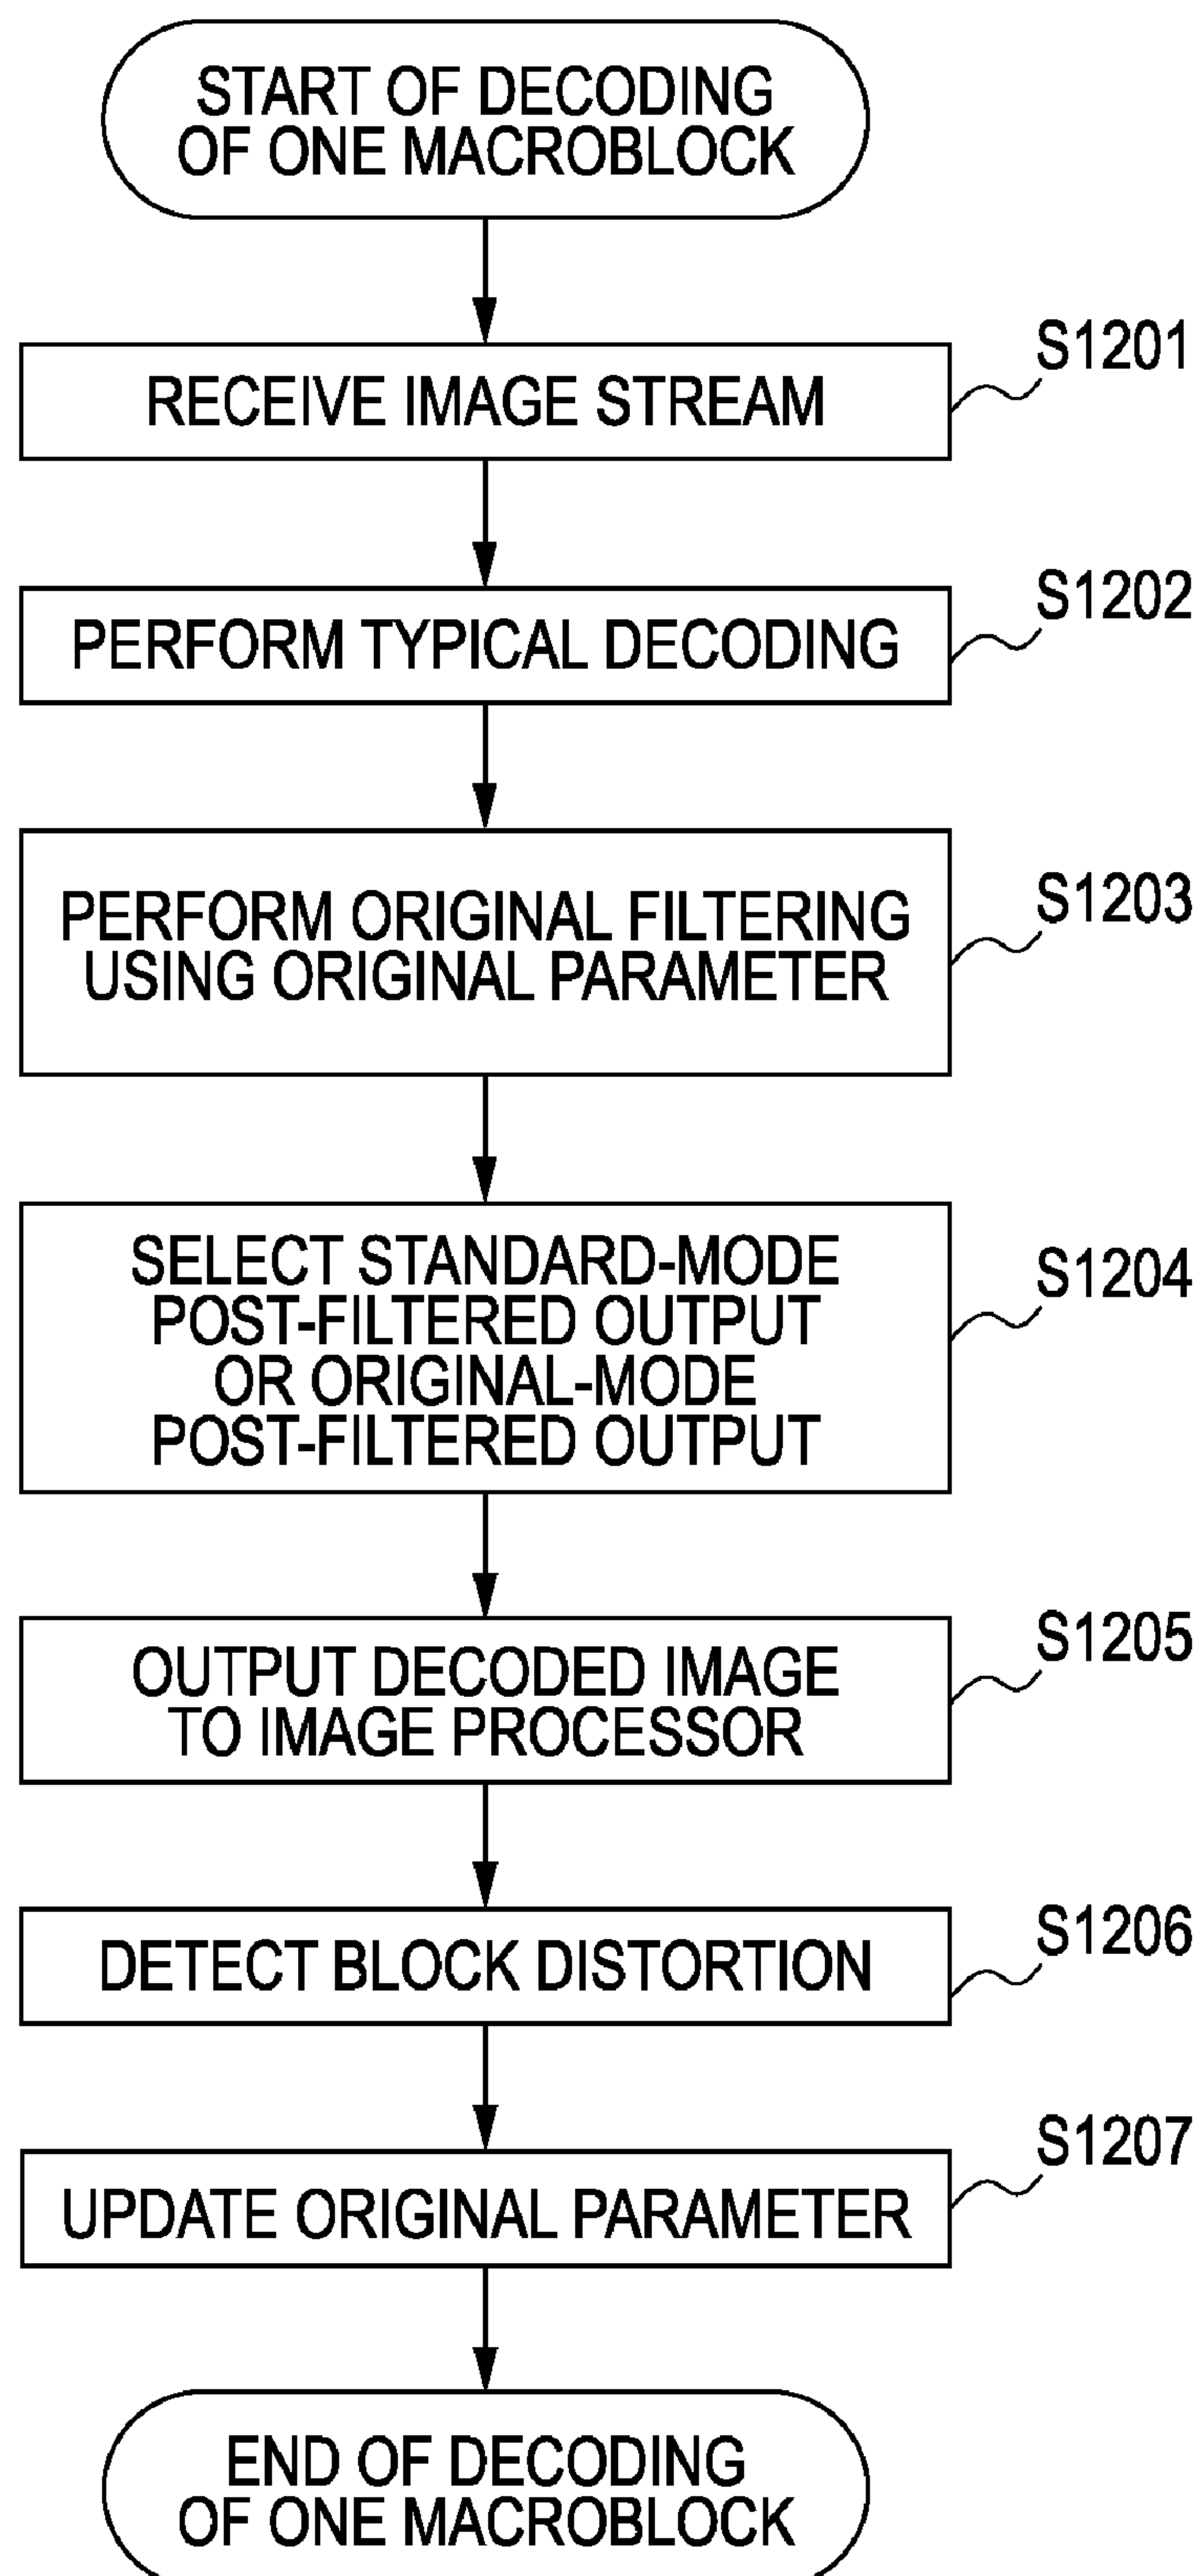 START OF DECODING
OF ONE MACROBLOCK
S1201
RECEIVE IMAGE STREAM
S1202
PERFORM TYPICAL DECODING
S1203
PERFORM ORIGINAL FILTERING
USING ORIGINAL PARAMETER
S1204
SELECT STANDARD-MODE
POST-FILTERED OUTPUT
OR ORIGINAL-MODE
POST-FILTERED OUTPUT
S1205
OUTPUT DECODED IMAGE
TO IMAGE PROCESSOR
S1206
DETECT BLOCK DISTORTION
S1207
UPDATE ORIGINAL PARAMETER
END OF DECODING
OF ONE MACROBLOCK